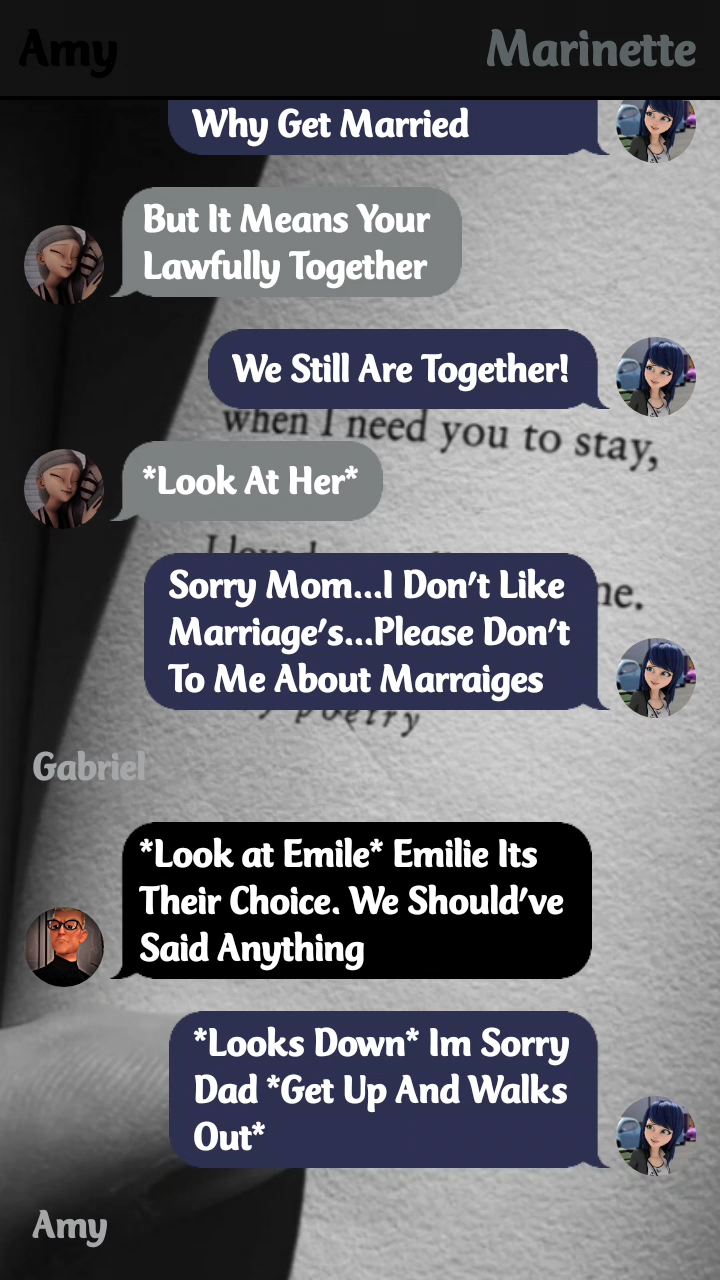 Amy
Marinette
Why Get Married
But It Means Your
Lawfully Together
We Still Are Together!
when I need you to stay,
*Look At Her*
Sorry Mom...I Don't Like
Marriage's...Please Don't
To Me About Marraiges
poetry
Gabriel
*Look at Emile* Emilie Its
Their Choice. We Should've
Said Anything
*Looks Down* Im Sorry
Dad *Get Up And Walks
Out*
Amy